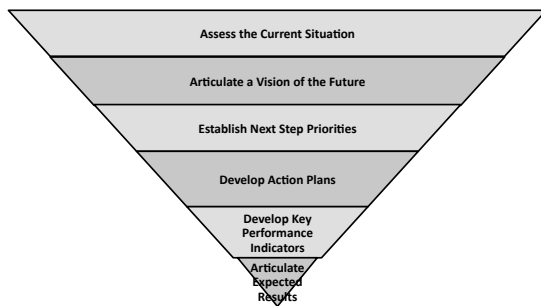 Assess the Current Situation
Articulate a Vision of the Future
Establish Next Step Priorities
Develop Action Plans
Develop Key
Performance
Indicators
Articulate
Expected
Results